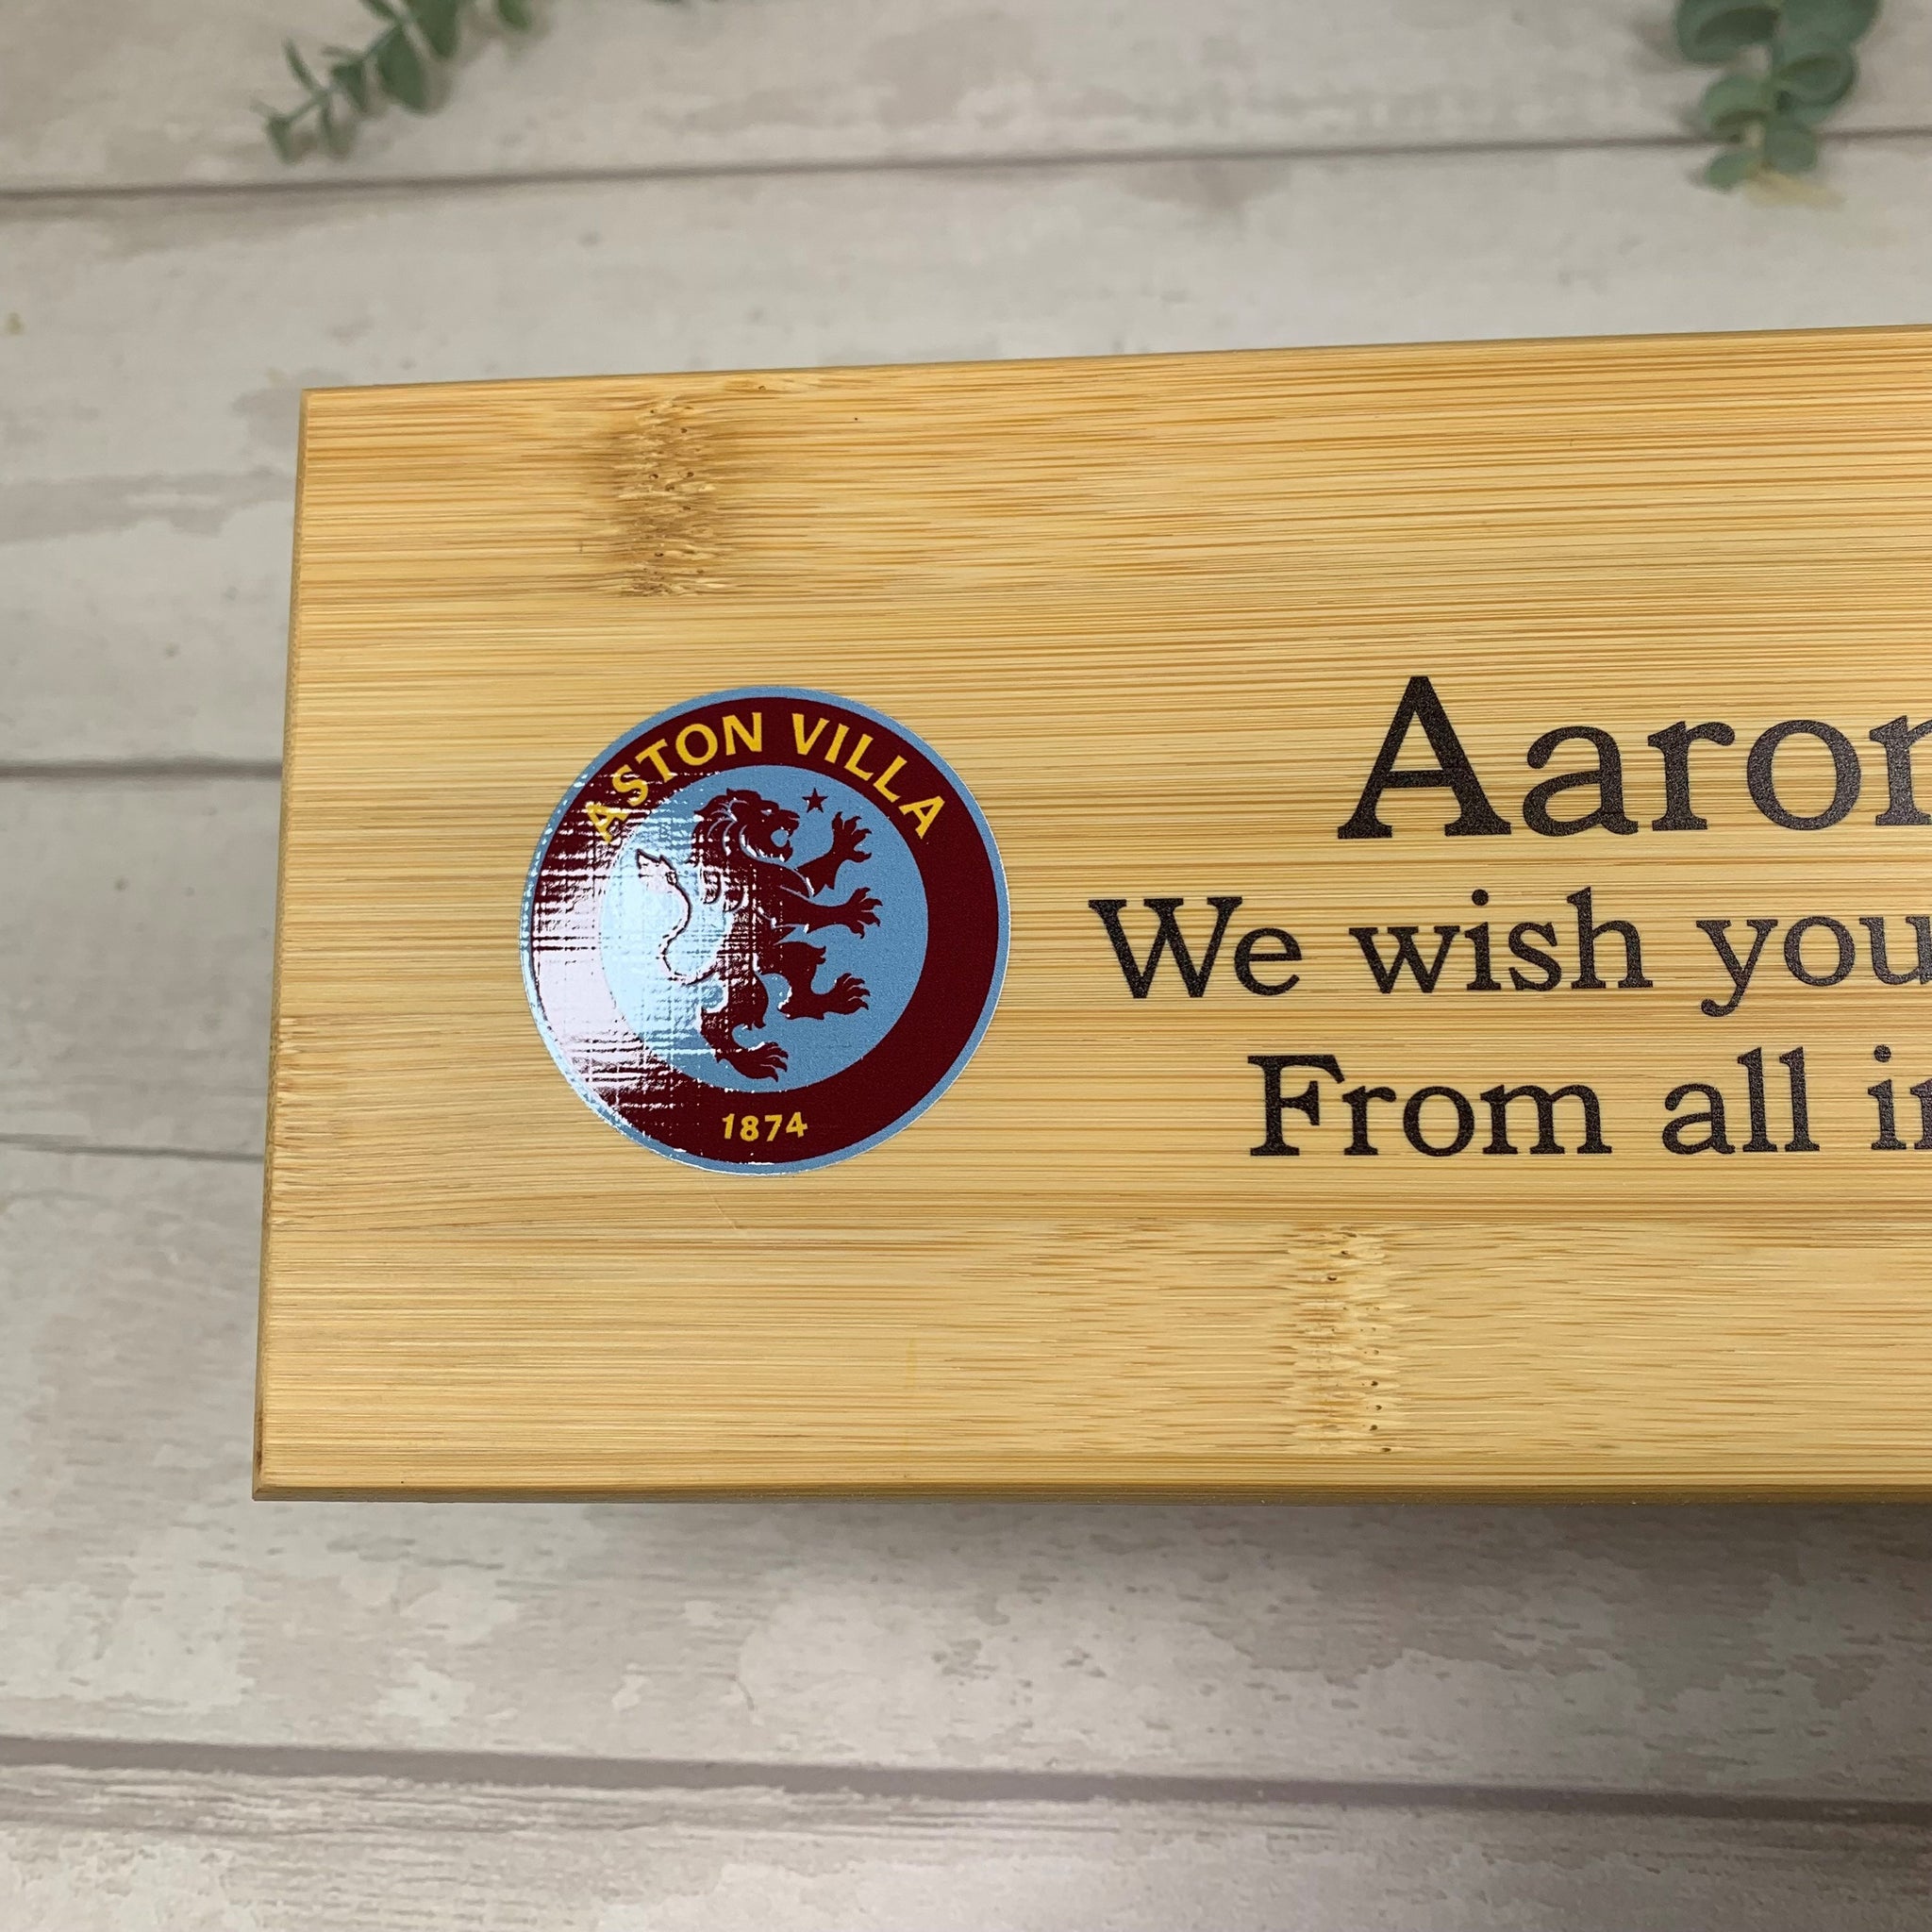 ASTON VILLA
1874
Aaron
We wish you
From all in